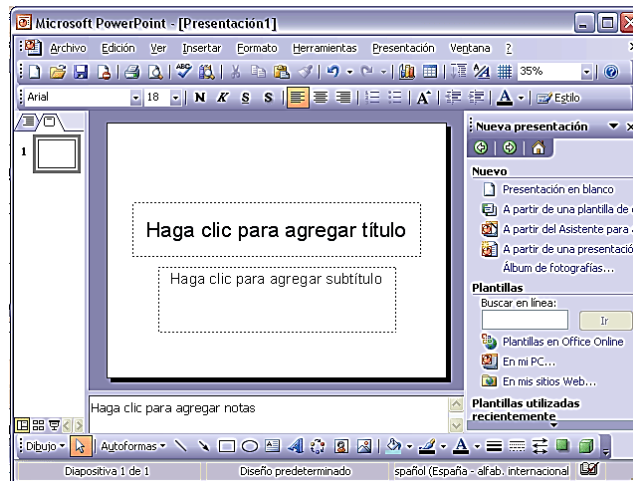 Microsoft PowerPoint - [Presentación1]
Archivo Edición Ver Insertar Formato Herramientas Presentación Ventana ?
35%
Arial 18 N K S S A A Estilo
Nueva presentación
1
Nuevo
Presentación en blanco
A partir de una plantilla de
A partir del Asistente para
A partir de una presentació
Álbum de fotografías...
Haga clic para agregar título
Haga clic para agregar subtítulo
Plantillas
Buscar en línea:
Ir
Plantillas en Office Online
En mi PC...
En mis sitios Web...
Plantillas utilizadas
recientemente
Haga clic para agregar notas
Dibujo Autoformas A A
Diapositiva 1 de 1 Diseño predeterminado spañol (España - alfab. internacional